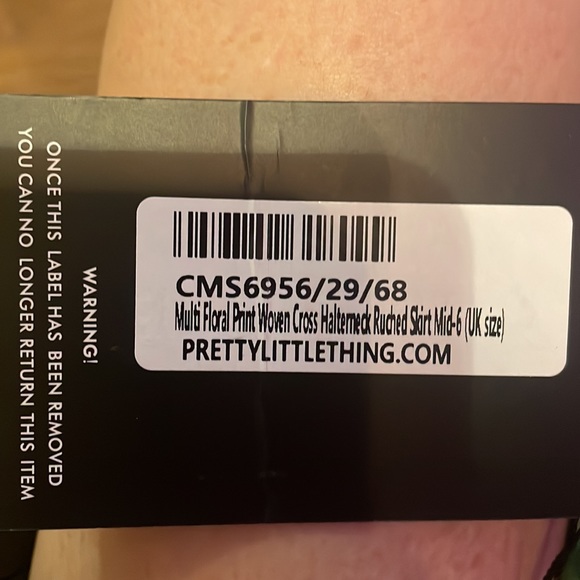 CMS6956/29/68
Multi Floral Print Woven Cross Halterneck Ruched Skirt Mid-6 (UK size)
PRETTYLITTLETHING.COM
WARNING!
ONCE THIS LABEL HAS BEEN REMOVED
YOU CAN NO LONGER RETURN THIS ITEM